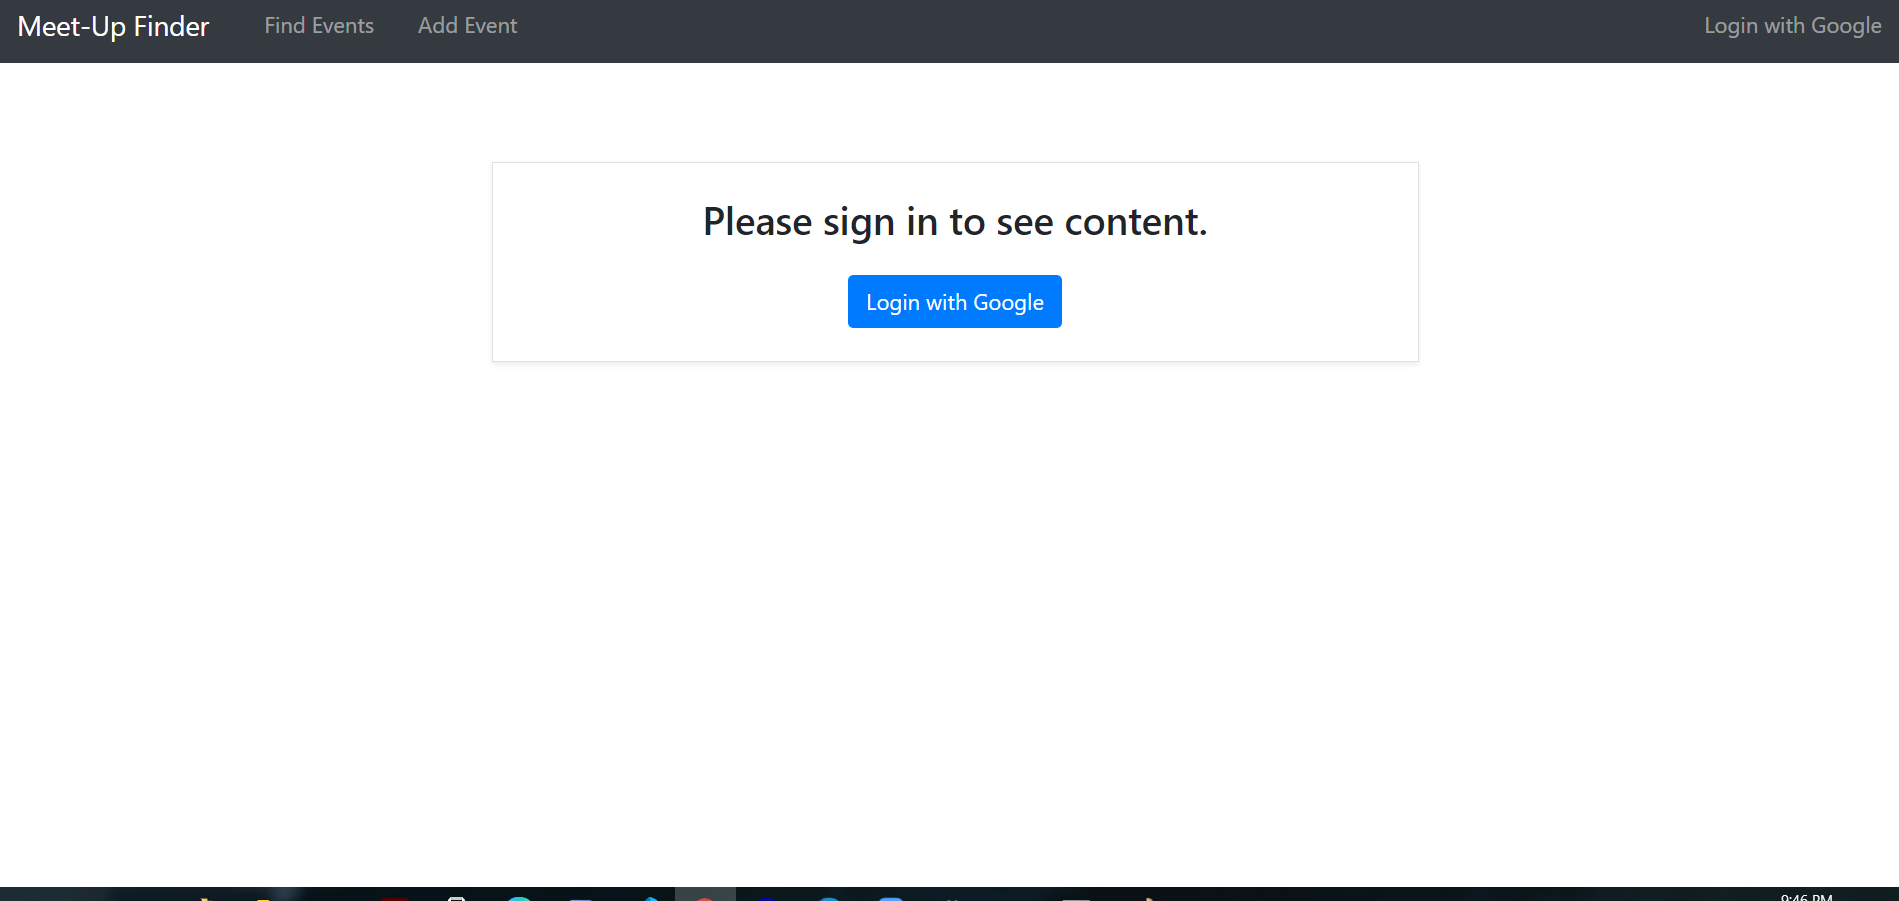 Meet-Up Finder Find Events Add Event Login with Google
Please sign in to see content.
Login with Google
9:46 PM